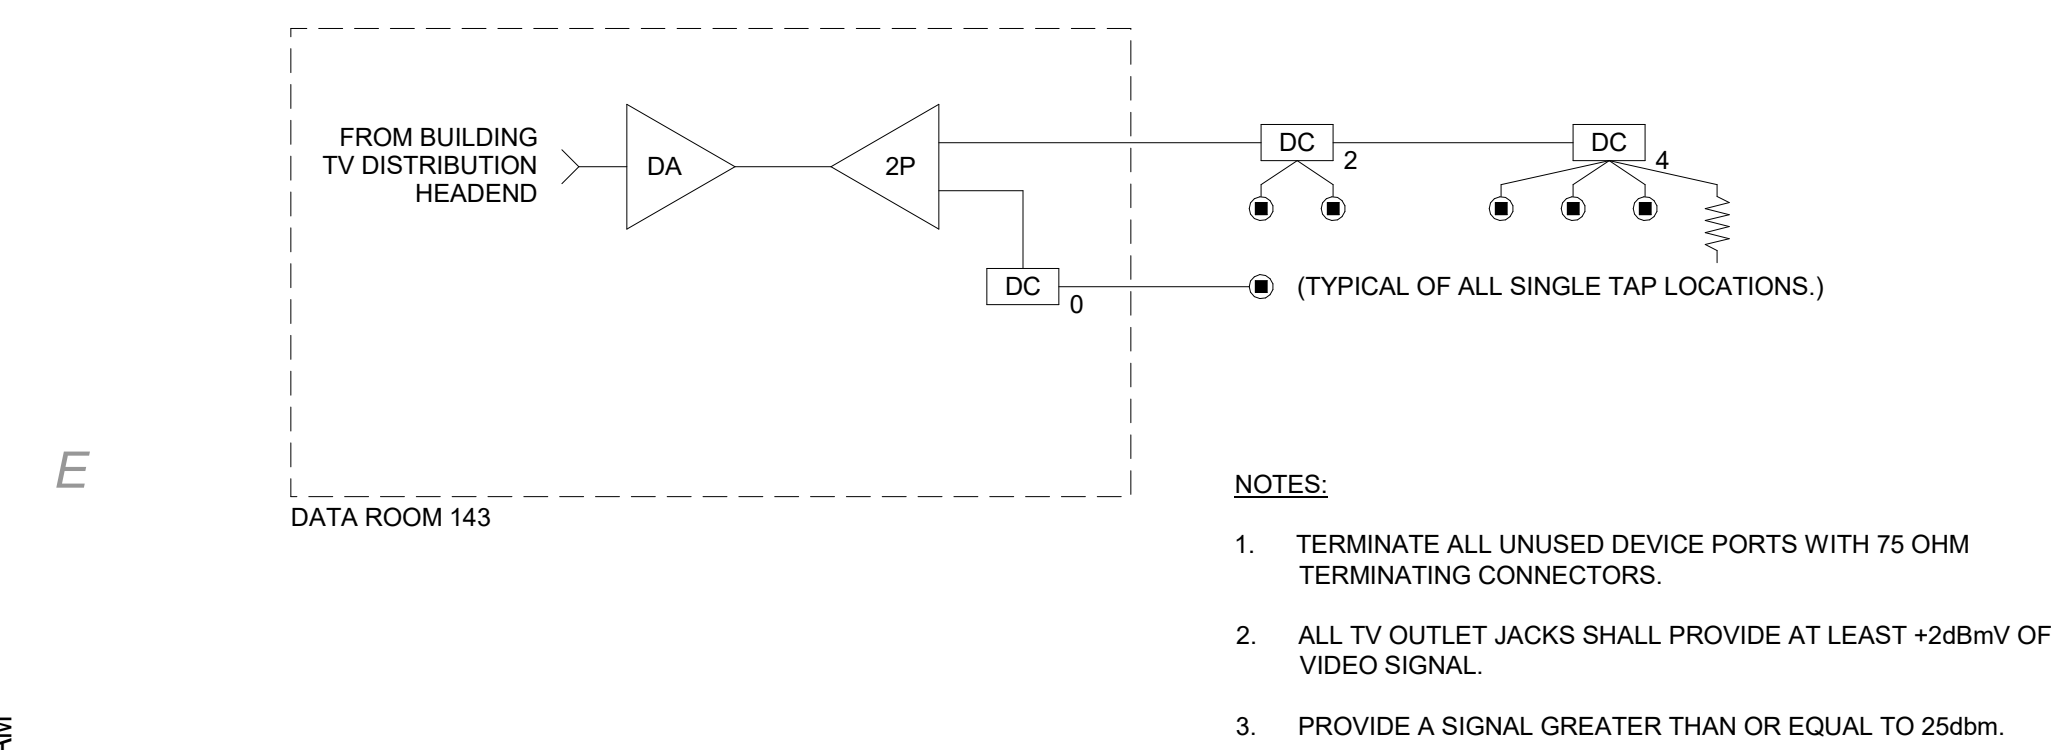 FROM BUILDING
TV DISTRIBUTION
HEADEND
DA
2P
DC
2
DC
4
DC
0
(TYPICAL OF ALL SINGLE TAP LOCATIONS.)
E
DATA ROOM 143
NOTES:
1. TERMINATE ALL UNUSED DEVICE PORTS WITH 75 OHM
TERMINATING CONNECTORS.
2. ALL TV OUTLET JACKS SHALL PROVIDE AT LEAST +2dBmV OF
VIDEO SIGNAL.
3. PROVIDE A SIGNAL GREATER THAN OR EQUAL TO 25dbm.